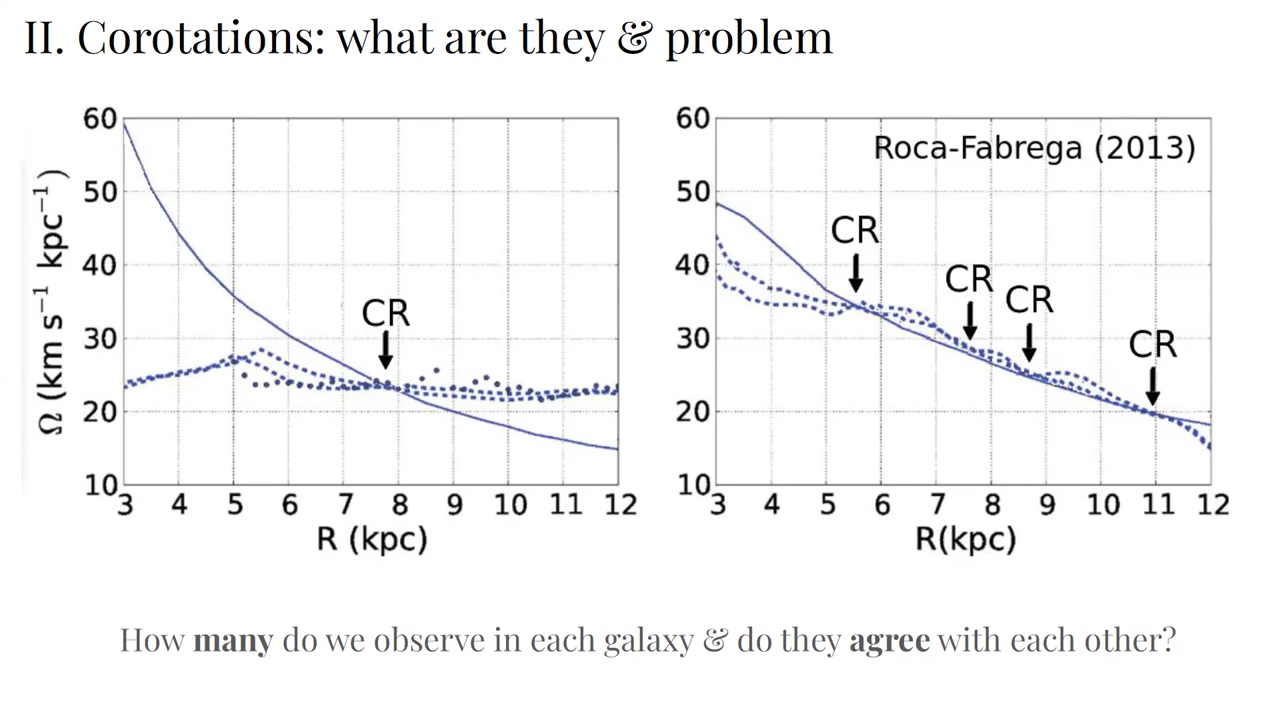 II. Corotations: what are they & problem
60
50
40
30
20
10
Ω (km s⁻¹ kpc⁻¹)
CR
3 4 5 6 7 8 9 10 11 12
R (kpc)
60
50
40
30
20
10
Roca-Fabrega (2013)
CR
CR
CR
CR
3 4 5 6 7 8 9 10 11 12
R(kpc)
How many do we observe in each galaxy & do they agree with each other?